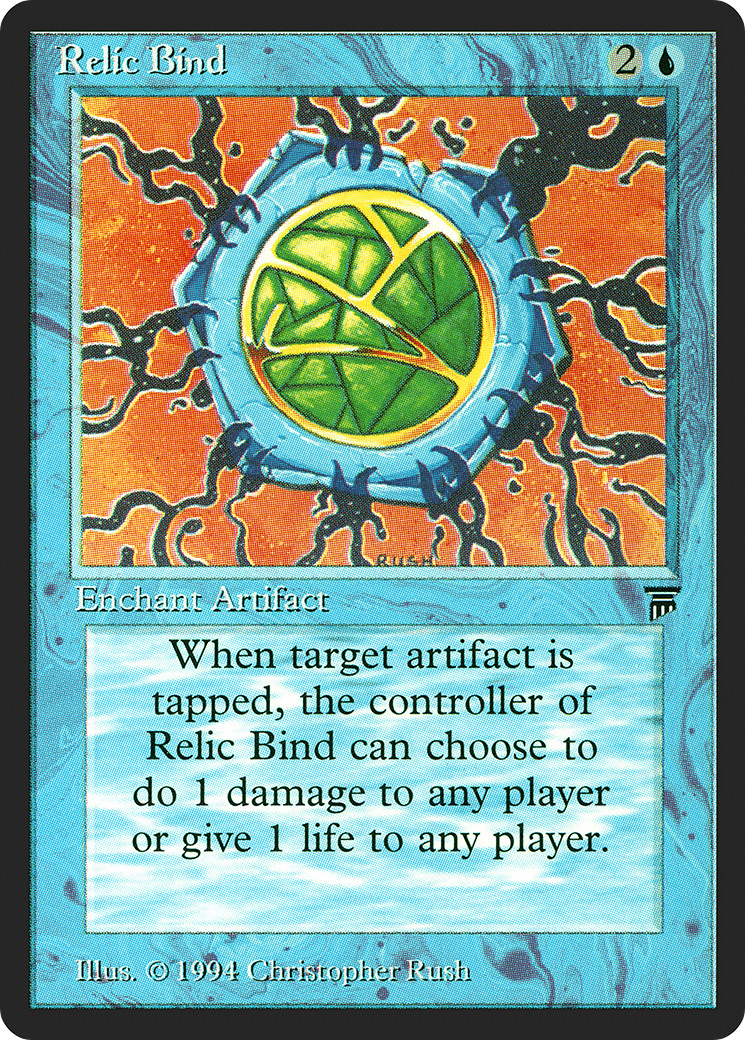 Relic Bind 2
RUSH
Enchant Artifact
When target artifact is
tapped, the controller of
Relic Bind can choose to
do 1 damage to any player
or give 1 life to any player.
Illus. © 1994 Christopher Rush